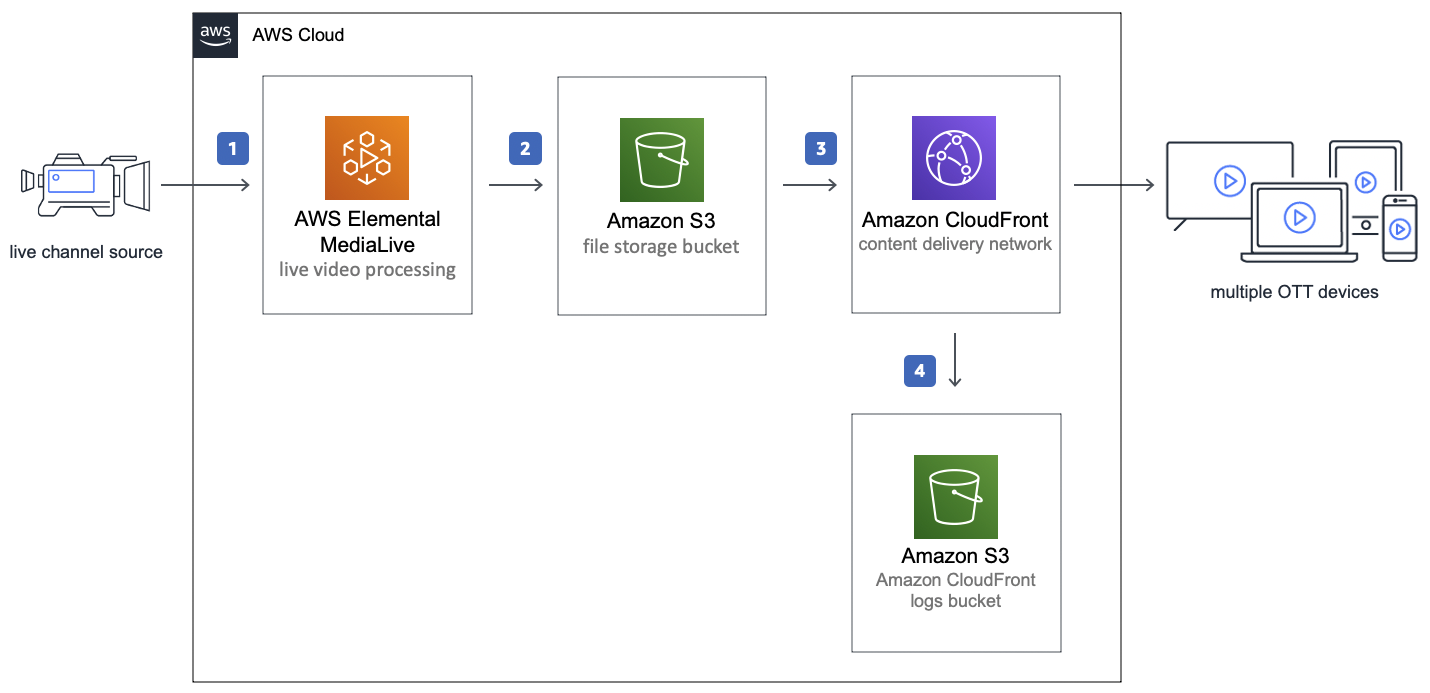 aws
AWS Cloud
1
2
3
AWS Elemental
MediaLive
live video processing
Amazon S3
file storage bucket
Amazon CloudFront
content delivery network
live channel source
multiple OTT devices
4
Amazon S3
Amazon CloudFront
logs bucket